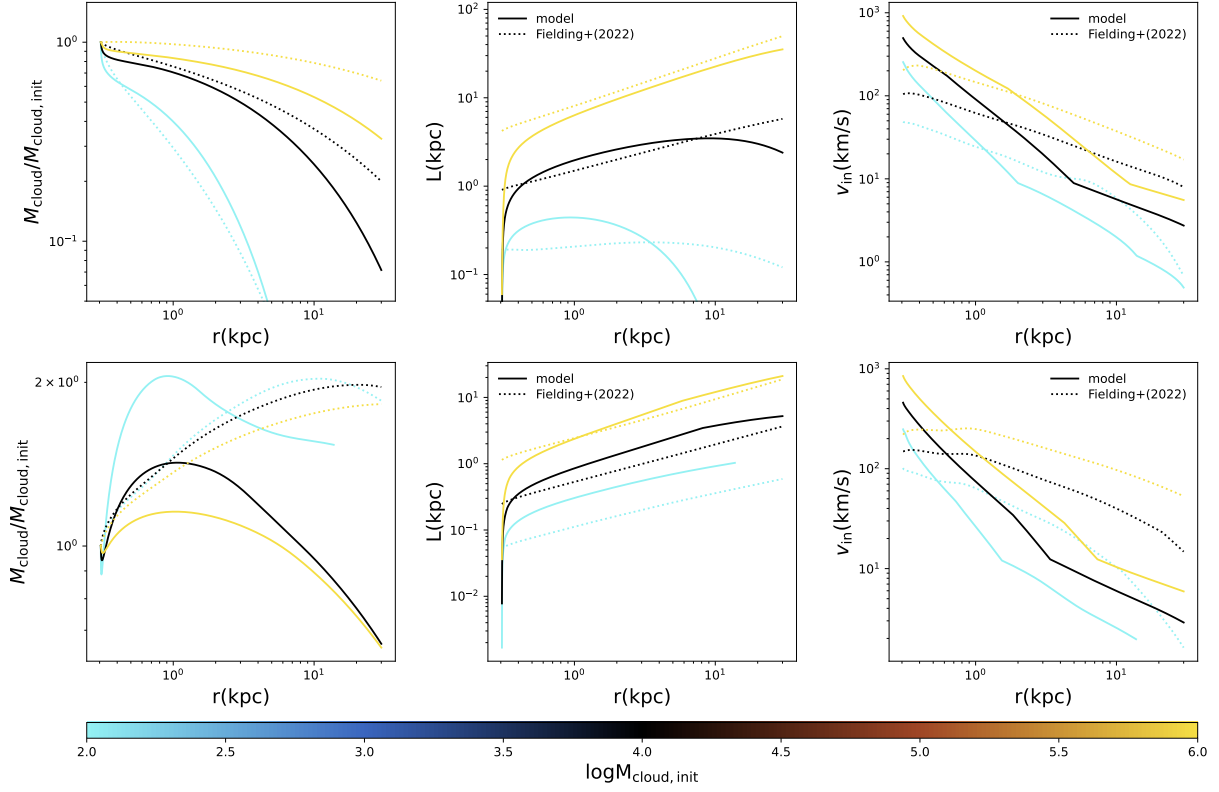 10⁰
10⁻¹
M_cloud/M_cloud, init
10⁰ 10¹
r(kpc)
model
Fielding+(2022)
10²
10¹
10⁰
10⁻¹
L(kpc)
10⁰ 10¹
r(kpc)
model
Fielding+(2022)
10³
10²
10¹
10⁰
v_in(km/s)
10⁰ 10¹
r(kpc)
2 × 10⁰
10⁰
M_cloud/M_cloud, init
10⁰ 10¹
r(kpc)
model
Fielding+(2022)
10¹
10⁰
10⁻¹
10⁻²
L(kpc)
10⁰ 10¹
r(kpc)
model
Fielding+(2022)
10³
10²
10¹
v_in(km/s)
10⁰ 10¹
r(kpc)
2.0 2.5 3.0 3.5 4.0 4.5 5.0 5.5 6.0
logM_cloud, init